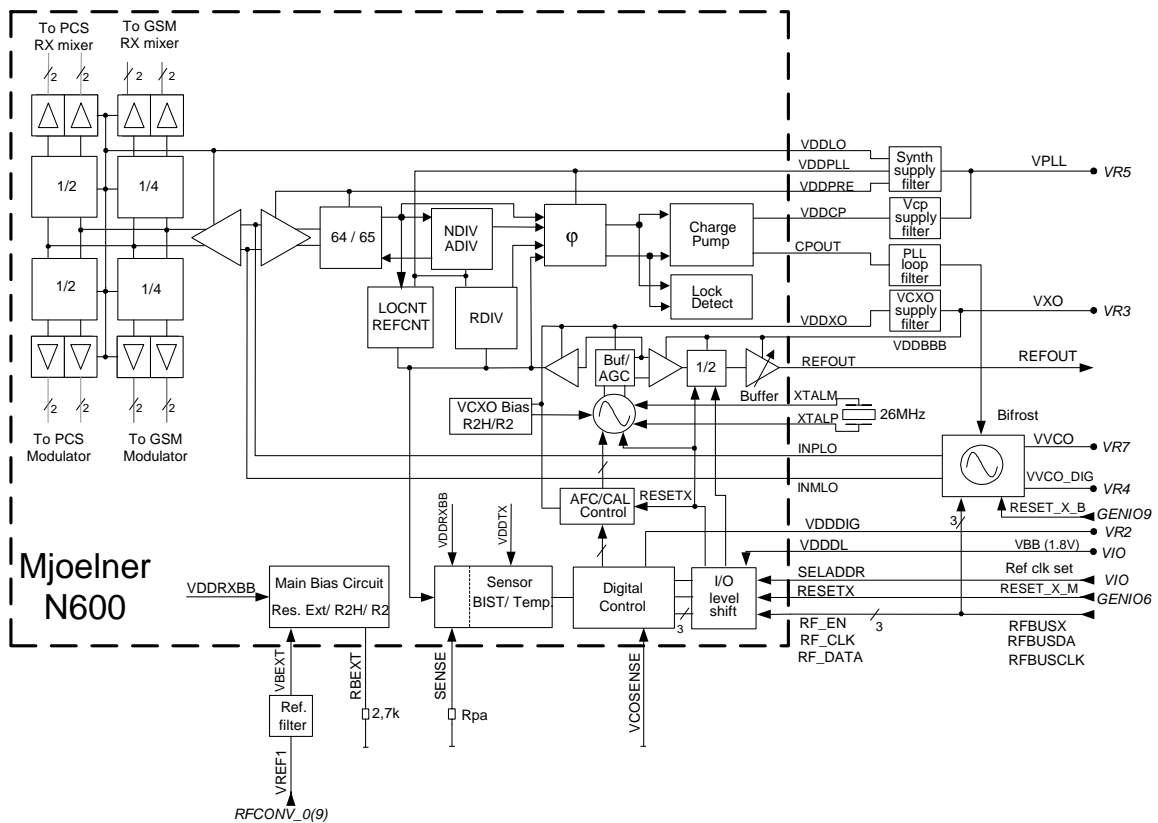 To PCS
RX mixer
To GSM
RX mixer
2
2
2
2
1/2
1/4
1/2
1/4
2
2
2
2
To PCS
Modulator
To GSM
Modulator
64 / 65
NDIV
ADIV
φ
Charge
Pump
Lock
Detect
LOCNT
REFCNT
RDIV
Buf/
AGC
1/2
Buffer
VCXO Bias
R2H/R2
AFC/CAL
Control
RESETX
VDDLO
VDDPLL
VDDPRE
VDDCP
CPOUT
VDDXO
VDDBBB
REFOUT
XTALM
XTALP
INPLO
INMLO
VDDDIG
VDDDL
SELADDR
RESETX
RF_EN
RF_CLK
RF_DATA
3
Synth
supply
filter
Vcp
supply
filter
PLL
loop
filter
VCXO
supply
filter
VPLL
VR5
VXO
VR3
REFOUT
26MHz
Bifrost
VVCO
VR7
VVCO_DIG
VR4
RESET_X_B
GENIO9
3
VR2
VBB (1.8V)
VIO
Ref clk set
VIO
RESET_X_M
GENIO6
RFBUSX
RFBUSDA
RFBUSCLK
Mjoelner
N600
VDDRXBB
Main Bias Circuit
Res. Ext/ R2H/ R2
VDDRXBB
VDDTX
Sensor
BIST/ Temp.
Digital
Control
3
I/O
level
shift
VBEXT
RBEXT
SENSE
VCOSENSE
Ref.
filter
2,7k
Rpa
VREF1
RFCONV_0(9)